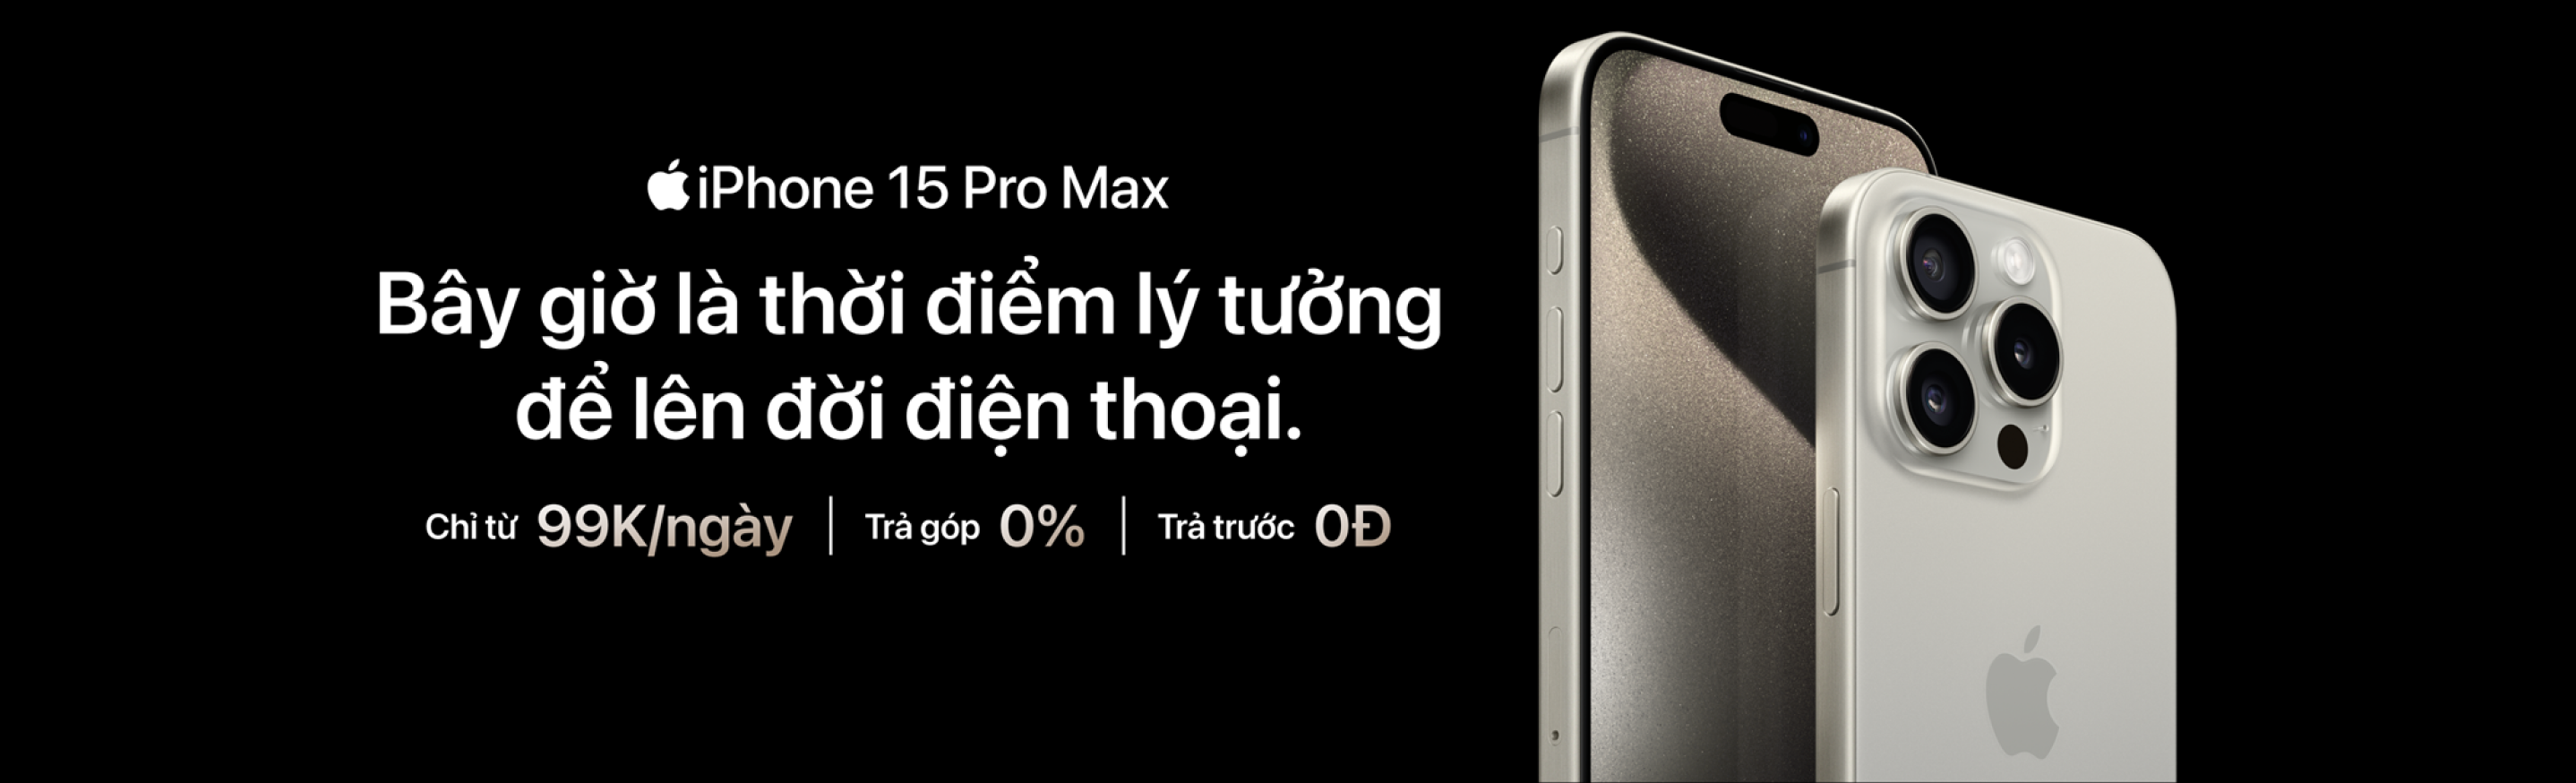 iPhone 15 Pro Max
Bây giờ là thời điểm lý tưởng
để lên đời điện thoại.
Chỉ từ 99K/ngày | Trả góp 0% | Trả trước 0Đ